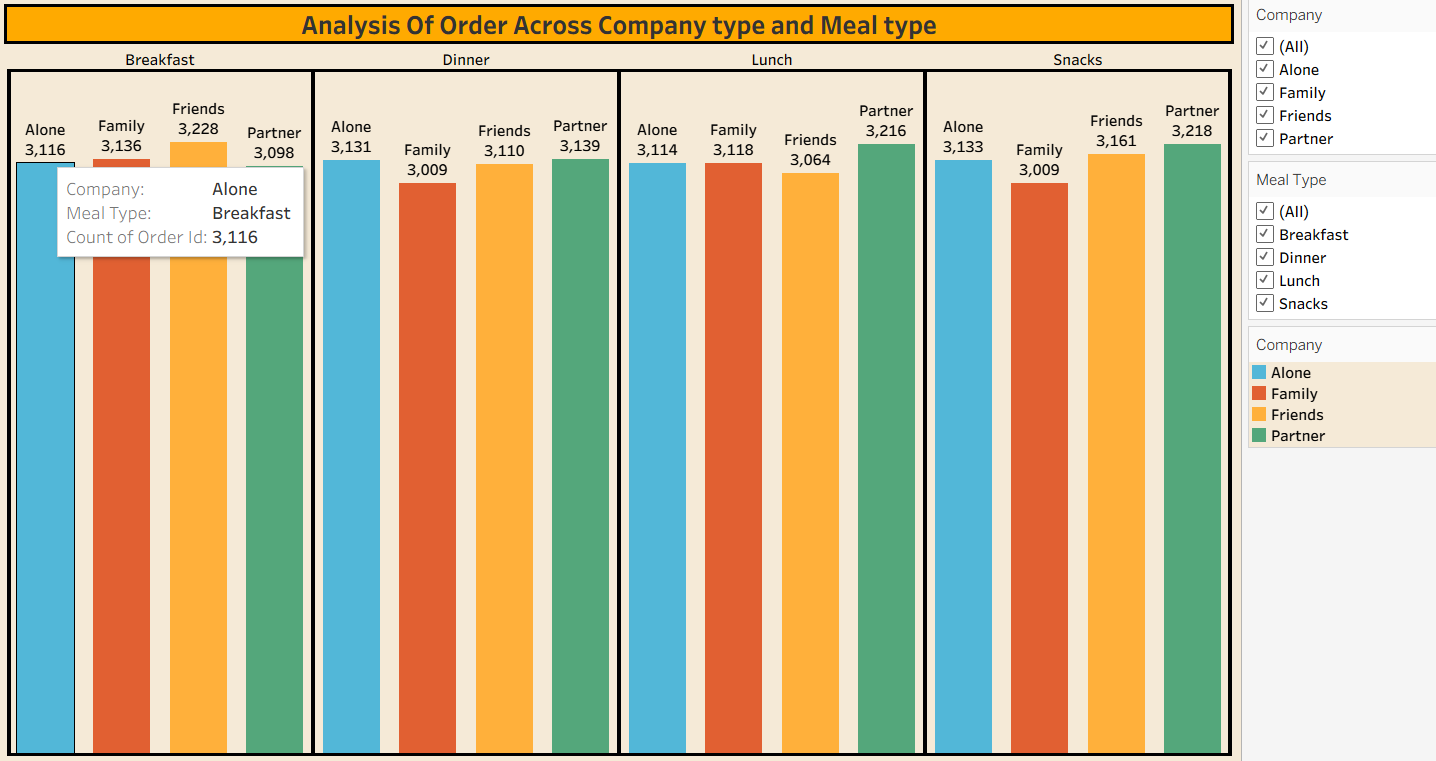 Analysis Of Order Across Company type and Meal type
Breakfast
Dinner
Lunch
Snacks
Alone
3,116
Family
3,136
Friends
3,228
Partner
3,098
Company: Alone
Meal Type: Breakfast
Count of Order Id: 3,116
Alone
3,131
Family
3,009
Friends
3,110
Partner
3,139
Alone
3,114
Family
3,118
Friends
3,064
Partner
3,216
Alone
3,133
Family
3,009
Friends
3,161
Partner
3,218
Company
(All)
Alone
Family
Friends
Partner
Meal Type
(All)
Breakfast
Dinner
Lunch
Snacks
Company
Alone
Family
Friends
Partner